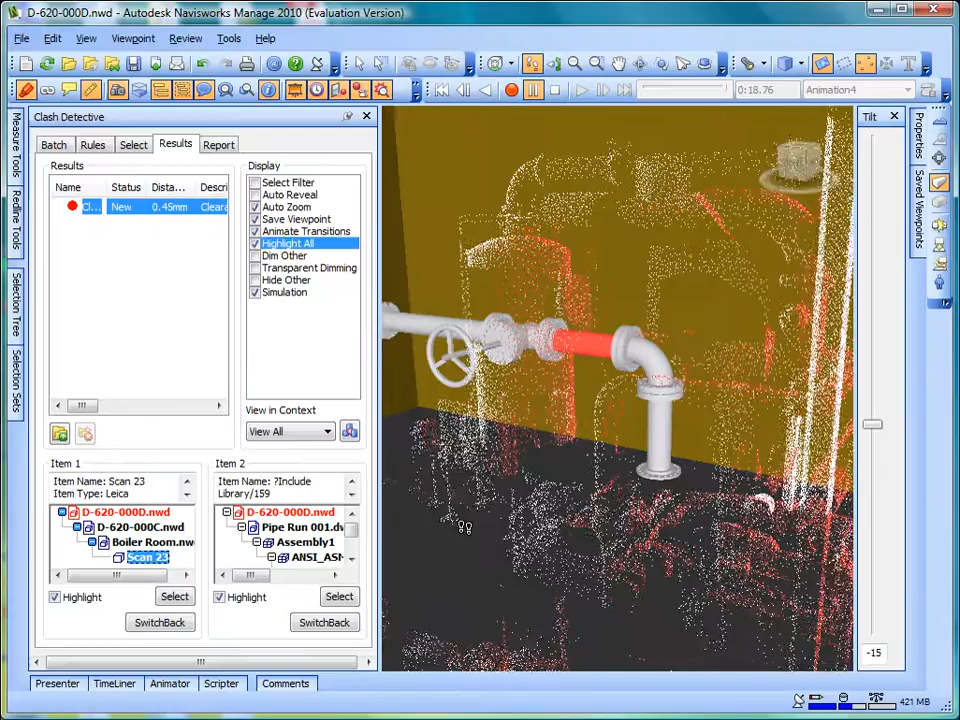 D-620-000D.nwd - Autodesk Navisworks Manage 2010 (Evaluation Version)
File Edit View Viewpoint Review Tools Help
0:18.76 Animation4
Clash Detective
Batch Rules Select Results Report
Results
Name Status Dista... Descri
Cl... New 0.45mm Cleara
Display
Select Filter
Auto Reveal
Auto Zoom
Save Viewpoint
Animate Transitions
Highlight All
Dim Other
Transparent Dimming
Hide Other
Simulation
View in Context
View All
Item 1
Item Name: Scan 23
Item Type: Leica
D-620-000D.nwd
D-620-000C.nwd
Boiler Room.nw
Scan 23
Highlight
Select
SwitchBack
Item 2
Item Name: ?Include
Library/159
D-620-000D.nwd
Pipe Run 001.dv
Assembly1
ANSI_ASM
Highlight
Select
SwitchBack
Measure Tools
Redline Tools
Selection Tree
Selection Sets
Tilt
-15
Properties
Saved Viewpoints
Presenter TimeLiner Animator Scripter Comments
421 MB